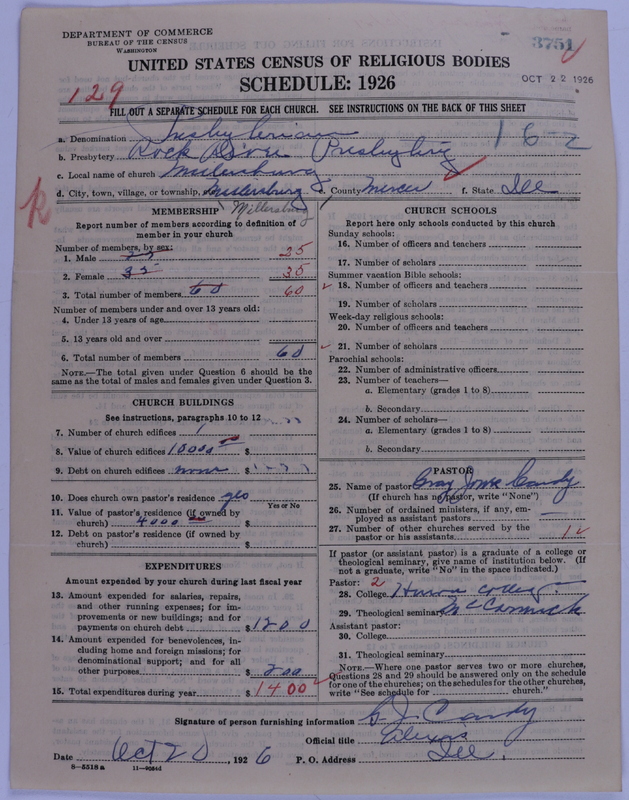 DEPARTMENT OF COMMERCE
BUREAU OF THE CENSUS
WASHINGTON
3751
UNITED STATES CENSUS OF RELIGIOUS BODIES
SCHEDULE: 1926
OCT 22 1926
129
FILL OUT A SEPARATE SCHEDULE FOR EACH CHURCH. SEE INSTRUCTIONS ON THE BACK OF THIS SHEET
16-2
a. Denomination Presbyterian
b. Presbytery Rock River Presbytery
c. Local name of church Millersburg
d. City, town, village, or township, Millersburg e. County Mercer f. State Ill
R
Millersburg
MEMBERSHIP
Report number of members according to definition of member in your church
Number of members, by sex:
1. Male 25 25
2. Female 35 35
3. Total number of members 60 60
Number of members under and over 13 years old:
4. Under 13 years of age
5. 13 years old and over
6. Total number of members 60
NOTE.—The total given under Question 6 should be the same as the total of males and females given under Question 3.
CHURCH BUILDINGS
See instructions, paragraphs 10 to 12
7. Number of church edifices 1
8. Value of church edifices 10000 00 $
9. Debt on church edifices none $
10. Does church own pastor's residence yes
Yes or No
11. Value of pastor's residence (if owned by church) 4000 00 $
12. Debt on pastor's residence (if owned by church) $
EXPENDITURES
Amount expended by your church during last fiscal year
13. Amount expended for salaries, repairs, and other running expenses; for improvements or new buildings; and for payments on church debt $ 1200
14. Amount expended for benevolences, including home and foreign missions; for denominational support; and for all other purposes $ 200
15. Total expenditures during year $ 1400
CHURCH SCHOOLS
Report here only schools conducted by this church
Sunday schools:
16. Number of officers and teachers
17. Number of scholars
Summer vacation Bible schools:
18. Number of officers and teachers
19. Number of scholars
Week-day religious schools:
20. Number of officers and teachers
21. Number of scholars
Parochial schools:
22. Number of administrative officers
23. Number of teachers—
a. Elementary (grades 1 to 8)
b. Secondary
24. Number of scholars—
a. Elementary (grades 1 to 8)
b. Secondary
PASTOR
25. Name of pastor Gray Candy
(If church has no pastor, write "None")
26. Number of ordained ministers, if any, employed as assistant pastors —
27. Number of other churches served by the pastor or his assistants 1
If pastor (or assistant pastor) is a graduate of a college or theological seminary, give name of institution below. (If not a graduate, write "No" in the space indicated.)
Pastor: 2
28. College Huron College
29. Theological seminary McCormick
Assistant pastor:
30. College
31. Theological seminary
NOTE.—Where one pastor serves two or more churches, Questions 28 and 29 should be answered only on the schedule for one of the churches; on the schedules for the other churches, write "See schedule for church."
Signature of person furnishing information G. J. Candy
Official title
Date Oct 20, 1926 P. O. Address Aledo Ill
8-5518a 11-9054d